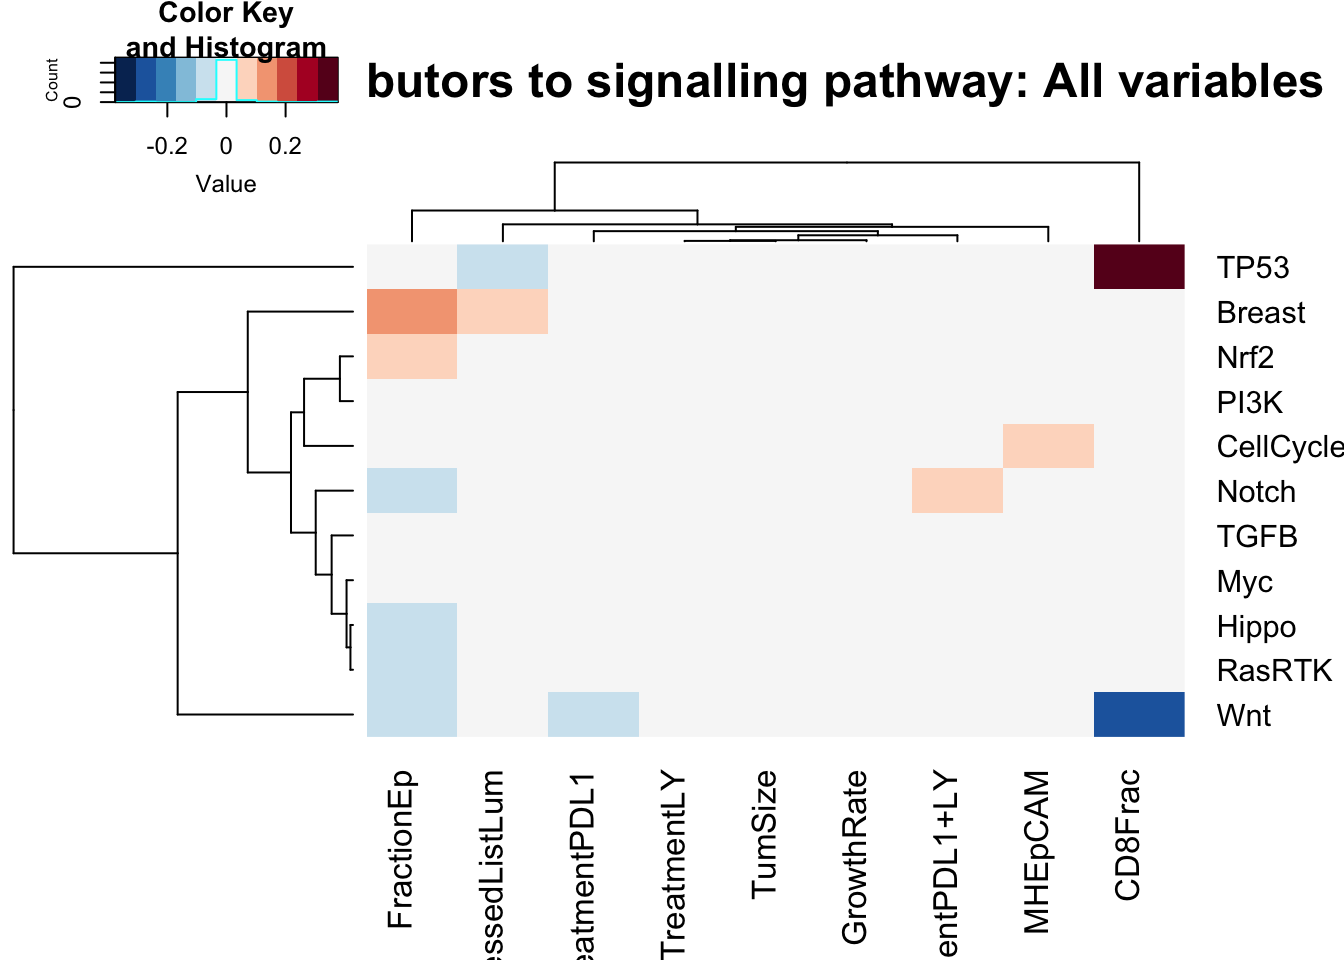 Color Key
and Histogram
Count
0
-0.2 0 0.2
Value
butors to signalling pathway: All variables
TP53
Breast
Nrf2
PI3K
CellCycle
Notch
TGFB
Myc
Hippo
RasRTK
Wnt
FractionEp
essedListLum
eatmentPDL1
TreatmentLY
TumSize
GrowthRate
entPDL1+LY
MHEpCAM
CD8Frac